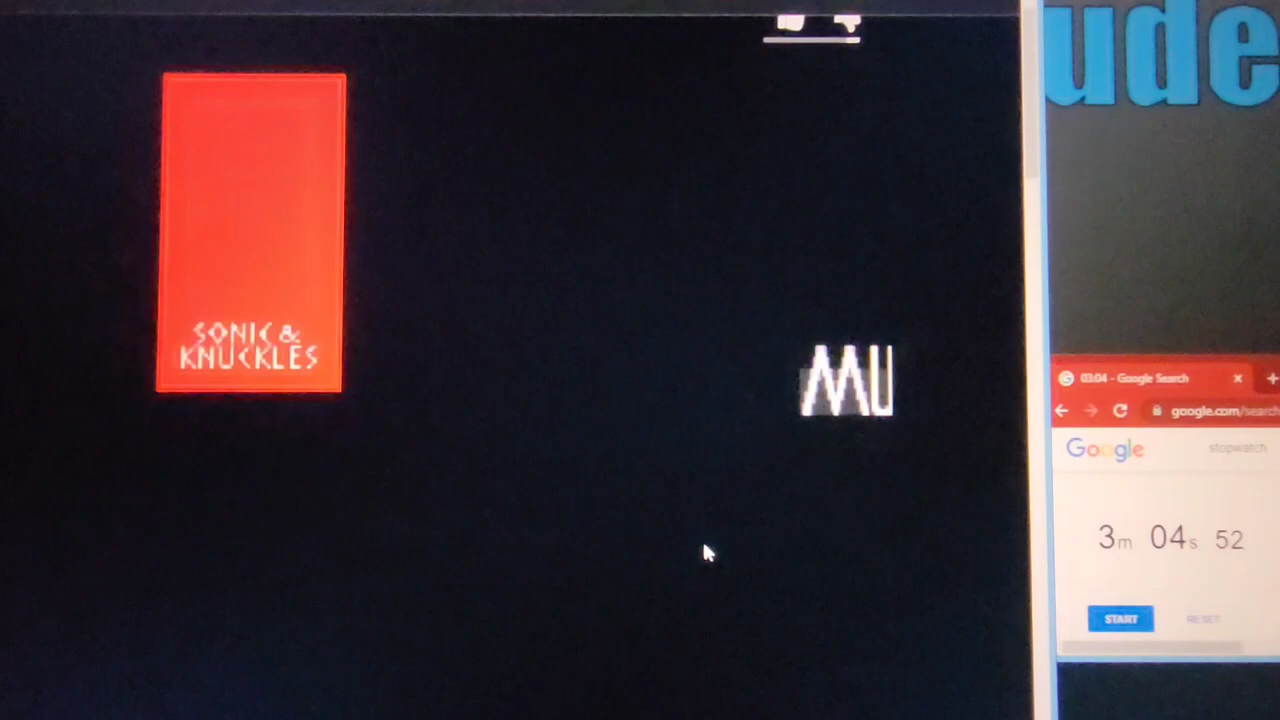 ude
SONIC &
KNUCKLES
MU
03:04 - Google Search
google.com/search
Google
stopwatch
3m 04s 52
START
RESET